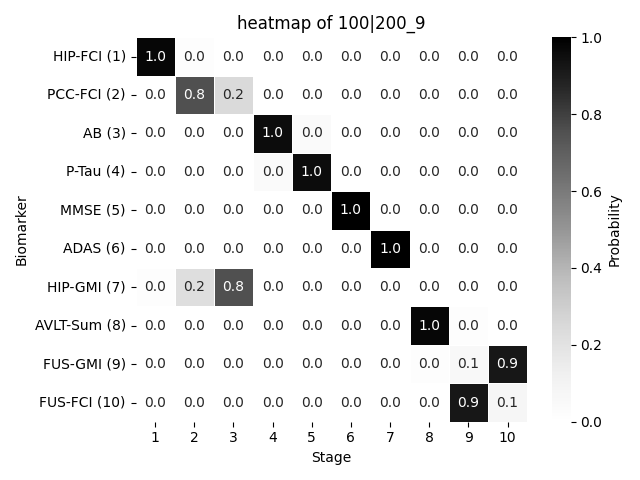 heatmap of 100|200_9
HIP-FCI (1) 1.0 0.0 0.0 0.0 0.0 0.0 0.0 0.0 0.0 0.0
PCC-FCI (2) 0.0 0.8 0.2 0.0 0.0 0.0 0.0 0.0 0.0 0.0
AB (3) 0.0 0.0 0.0 1.0 0.0 0.0 0.0 0.0 0.0 0.0
P-Tau (4) 0.0 0.0 0.0 0.0 1.0 0.0 0.0 0.0 0.0 0.0
MMSE (5) 0.0 0.0 0.0 0.0 0.0 1.0 0.0 0.0 0.0 0.0
ADAS (6) 0.0 0.0 0.0 0.0 0.0 0.0 1.0 0.0 0.0 0.0
HIP-GMI (7) 0.0 0.2 0.8 0.0 0.0 0.0 0.0 0.0 0.0 0.0
AVLT-Sum (8) 0.0 0.0 0.0 0.0 0.0 0.0 0.0 1.0 0.0 0.0
FUS-GMI (9) 0.0 0.0 0.0 0.0 0.0 0.0 0.0 0.0 0.1 0.9
FUS-FCI (10) 0.0 0.0 0.0 0.0 0.0 0.0 0.0 0.0 0.9 0.1
1 2 3 4 5 6 7 8 9 10
Stage
Biomarker
1.0
0.8
0.6
0.4
0.2
0.0
Probability